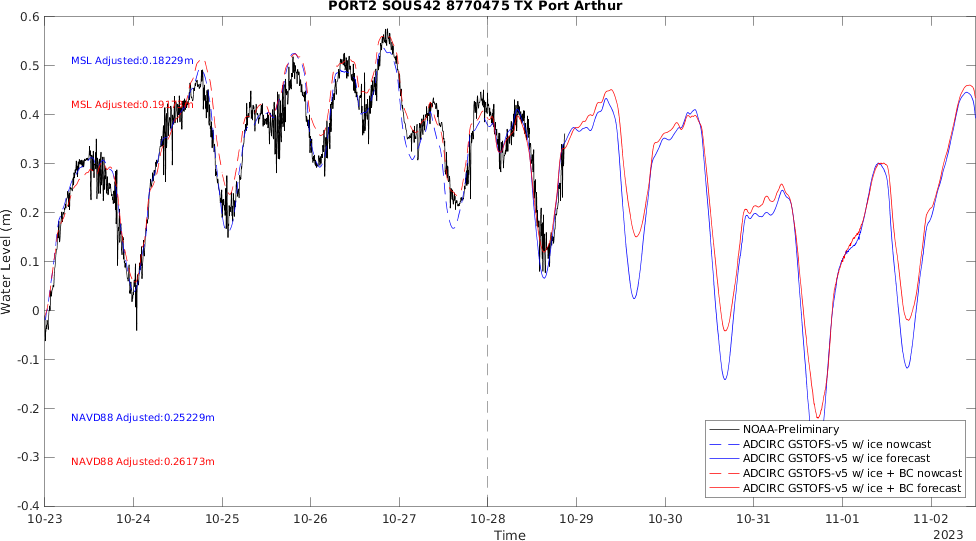 PORT2 SOUS42 8770475 TX Port Arthur
0.6
0.5
0.4
0.3
0.2
0.1
0
-0.1
-0.2
-0.3
-0.4
Water Level (m)
MSL Adjusted:0.18229m
MSL Adjusted:
NAVD88 Adjusted:0.25229m
NAVD88 Adjusted:0.26173m
NOAA-Preliminary
ADCIRC GSTOFS-v5 w/ ice nowcast
ADCIRC GSTOFS-v5 w/ ice forecast
ADCIRC GSTOFS-v5 w/ ice + BC nowcast
ADCIRC GSTOFS-v5 w/ ice + BC forecast
10-23 10-24 10-25 10-26 10-27 10-28 10-29 10-30 10-31 11-01 11-02
Time
2023